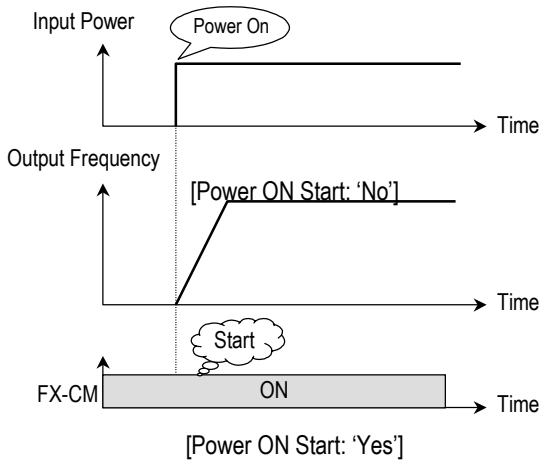 Input Power
Power On
Time
Output Frequency
[Power ON Start: ‘No’]
Time
Start
FX-CM
ON
Time
[Power ON Start: ‘Yes’]